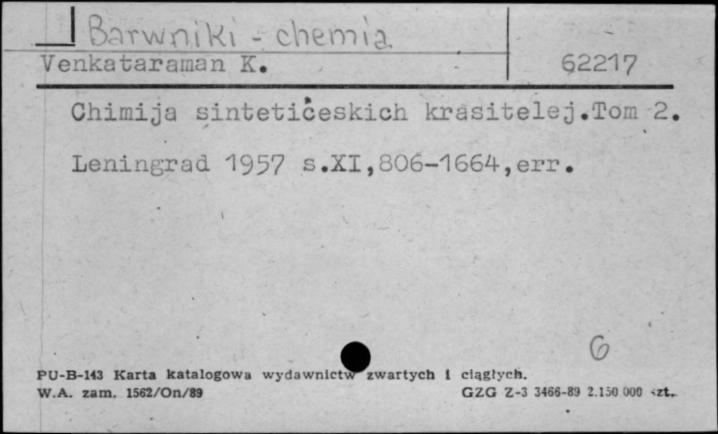 Barwniki - chemia
Venkataraman K. 62217
Chimija sintetičeskich krasitelej.Tom 2.
Leningrad 1957 s.XI,806-1664,err.
6
PU-B-143 Karta katalogowa wydawnictw zwartych i ciągłych.
W.A. zam. 1562/On/89 GZG Z-3 3466-89 2.150 000 szt.